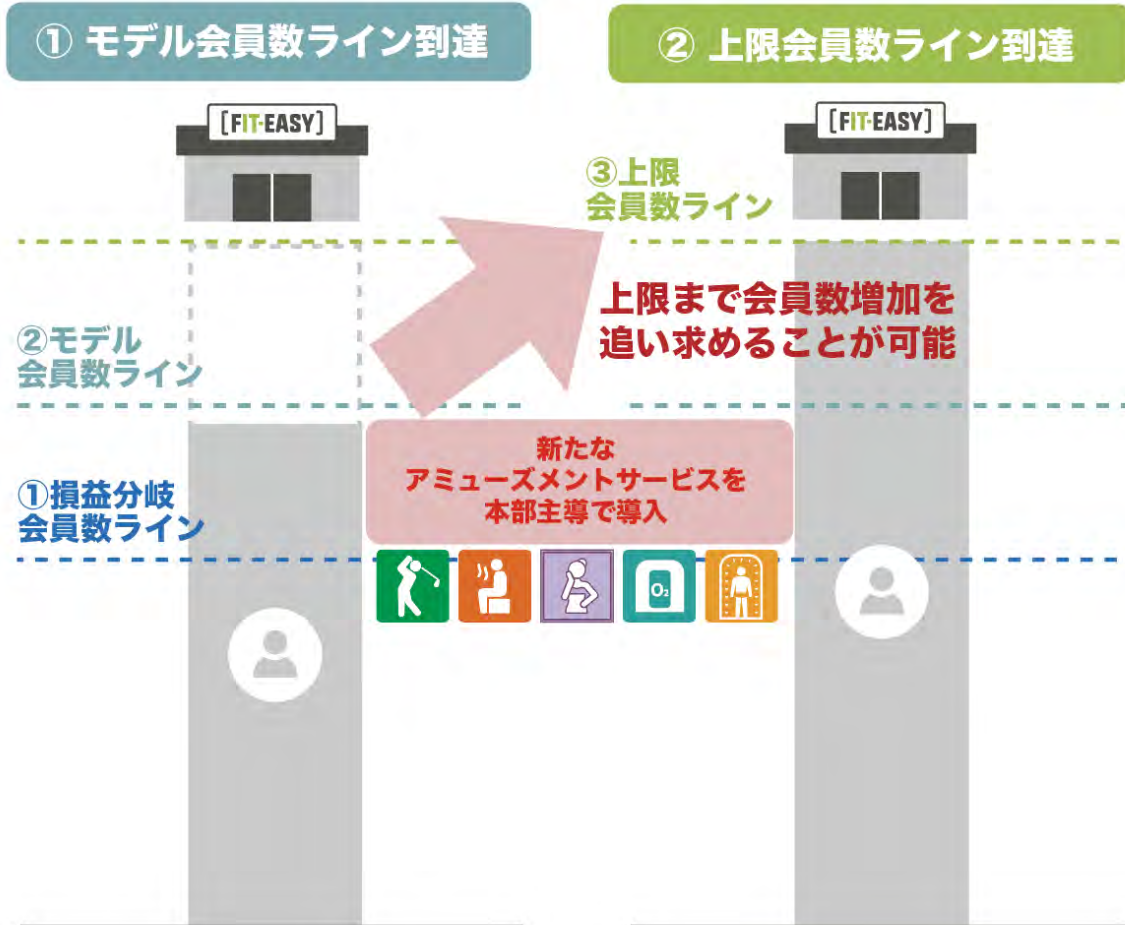 ① モデル会員数ライン到達
② 上限会員数ライン到達
[FIT-EASY]
[FIT-EASY]
③上限
会員数ライン
上限まで会員数増加を
追い求めることが可能
②モデル
会員数ライン
新たな
アミューズメントサービスを
本部主導で導入
①損益分岐
会員数ライン
O₂